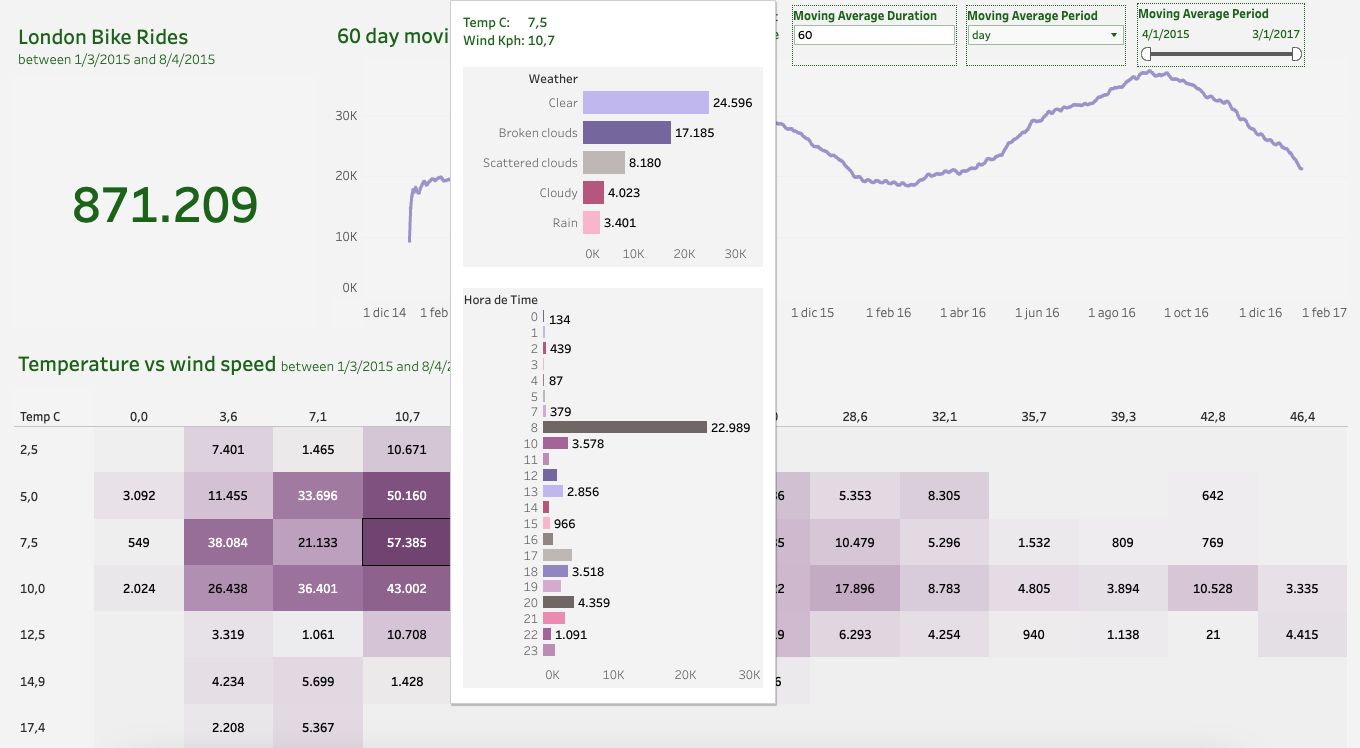 London Bike Rides
between 1/3/2015 and 8/4/2015
871.209
60 day movi
30K
20K
10K
0K
1 dic 14 1 feb
1 dic 15 1 feb 16 1 abr 16 1 jun 16 1 ago 16 1 oct 16 1 dic 16 1 feb 17
Moving Average Duration
60
Moving Average Period
day
Moving Average Period
4/1/2015 3/1/2017
Temp C: 7,5
Wind Kph: 10,7
Weather
Clear 24.596
Broken clouds 17.185
Scattered clouds 8.180
Cloudy 4.023
Rain 3.401
0K 10K 20K 30K
Hora de Time
0 134
1
2 439
3
4 87
5
7 379
8 22.989
10 3.578
11
12
13 2.856
14
15 966
16
17
18 3.518
19
20 4.359
21
22 1.091
23
0K 10K 20K 30K
Temperature vs wind speed between 1/3/2015 and 8/4/2
Temp C 0,0 3,6 7,1 10,7 28,6 32,1 35,7 39,3 42,8 46,4
2,5 7.401 1.465 10.671
5,0 3.092 11.455 33.696 50.160 6 5.353 8.305 642
7,5 549 38.084 21.133 57.385 5 10.479 5.296 1.532 809 769
10,0 2.024 26.438 36.401 43.002 2 17.896 8.783 4.805 3.894 10.528 3.335
12,5 3.319 1.061 10.708 9 6.293 4.254 940 1.138 21 4.415
14,9 4.234 5.699 1.428 6
17,4 2.208 5.367